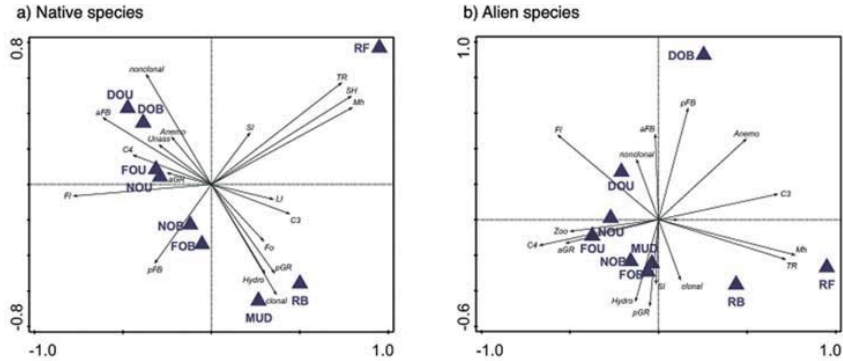 a) Native species
0.8
-0.8
-1.0
1.0
RF
nonclonal
TR
SH
Mh
DOU
DOB
aFB
Anemo
Unass
SI
C4
FOU
aGR
NOU
FI
LI
C3
NOB
FOB
Fo
pFB
pGR
Hydro
clonal
RB
MUD
b) Alien species
1.0
-0.6
-1.0
1.0
DOB
pFB
FI
aFB
Anemo
nonclonal
DOU
C3
Zoo
NOU
C4
aGR
FOU
MUD
Mh
TR
NOB
FOB
SI
clonal
RF
RB
Hydro
pGR